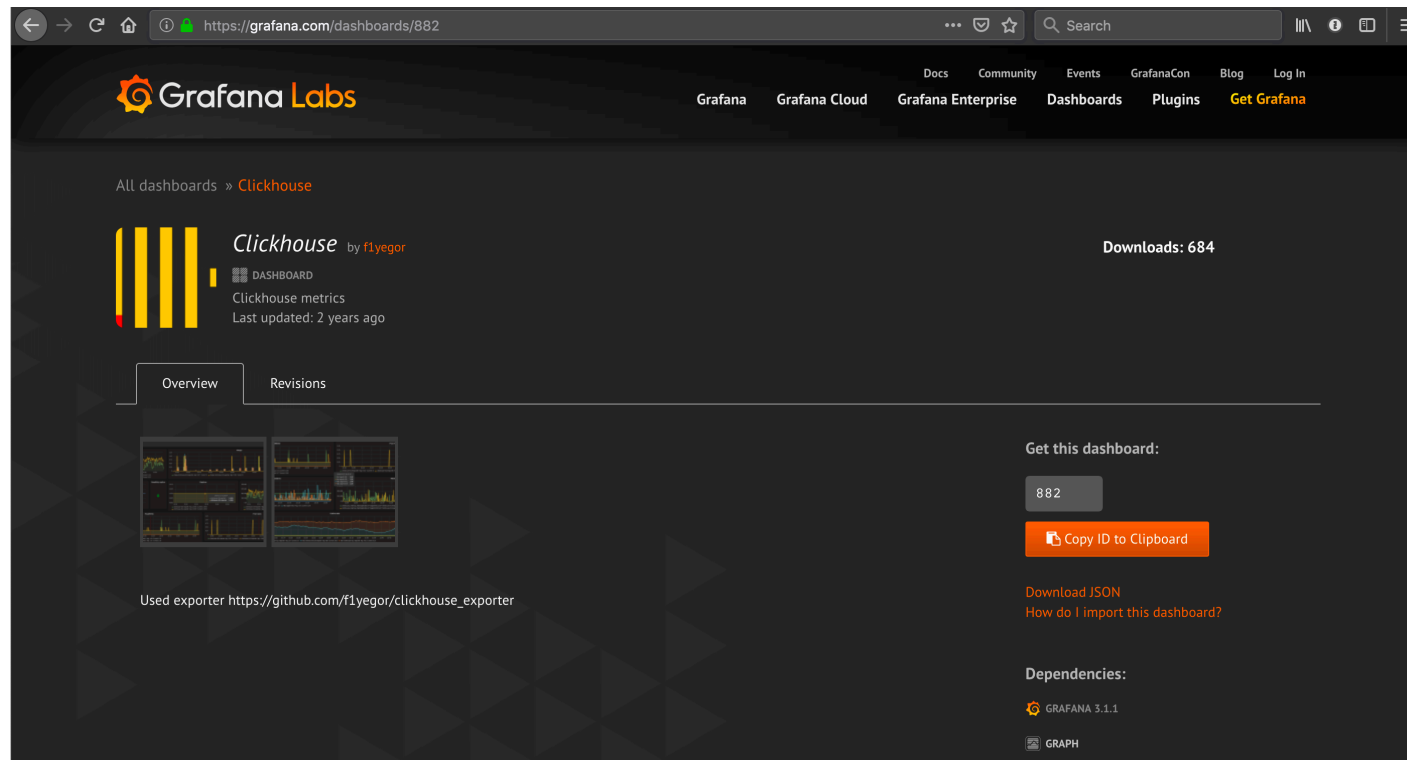 https://grafana.com/dashboards/882
Search
Grafana Labs
Docs Community Events GrafanaCon Blog Log In
Grafana Grafana Cloud Grafana Enterprise Dashboards Plugins Get Grafana
All dashboards » Clickhouse
Clickhouse by f1yegor
DASHBOARD
Clickhouse metrics
Last updated: 2 years ago
Downloads: 684
Overview Revisions
Used exporter https://github.com/f1yegor/clickhouse_exporter
Get this dashboard:
882
Copy ID to Clipboard
Download JSON
How do I import this dashboard?
Dependencies:
GRAFANA 3.1.1
GRAPH